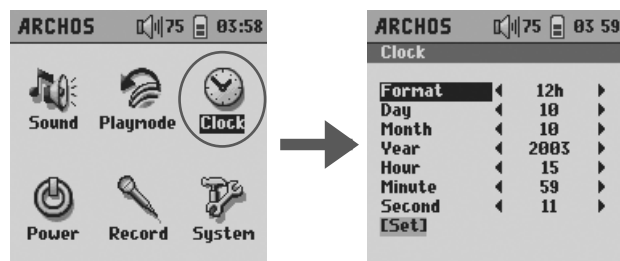 ARCHOS 75 03:58
Sound Playmode Clock
Power Record System
ARCHOS 75 03 59
Clock
Format 12h
Day 10
Month 10
Year 2003
Hour 15
Minute 59
Second 11
[Set]